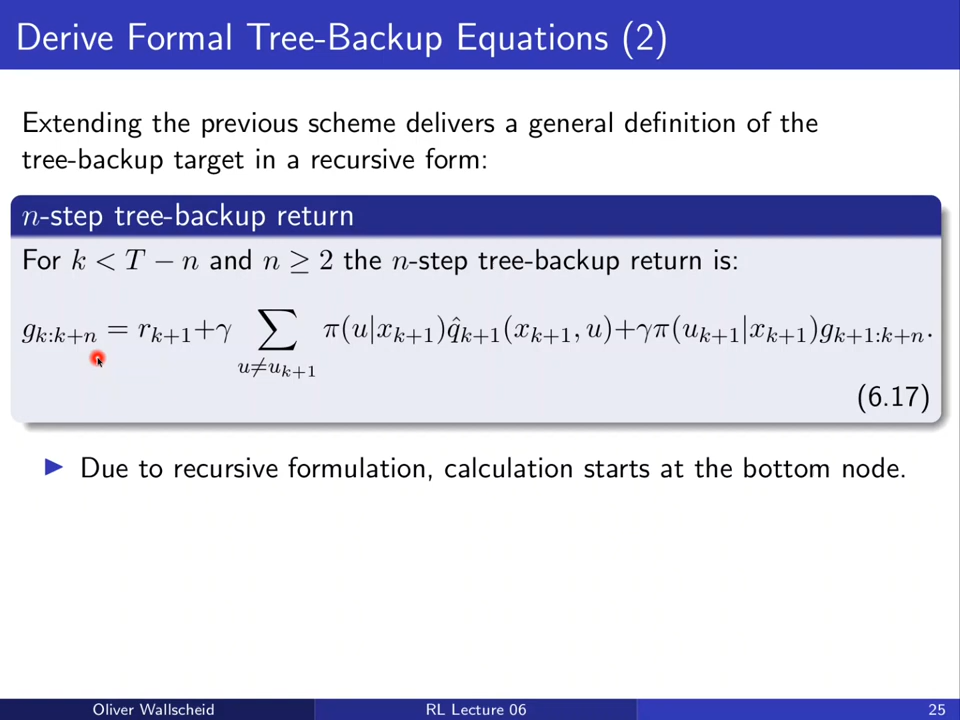 Derive Formal Tree-Backup Equations (2)
Extending the previous scheme delivers a general definition of the
tree-backup target in a recursive form:
n-step tree-backup return
For k < T − n and n ≥ 2 the n-step tree-backup return is:
g_{k:k+n} = r_{k+1}+γ ∑_{u≠u_{k+1}} π(u|x_{k+1})q̂_{k+1}(x_{k+1}, u)+γπ(u_{k+1}|x_{k+1})g_{k+1:k+n}.
(6.17)
▶ Due to recursive formulation, calculation starts at the bottom node.
Oliver Wallscheid RL Lecture 06 25